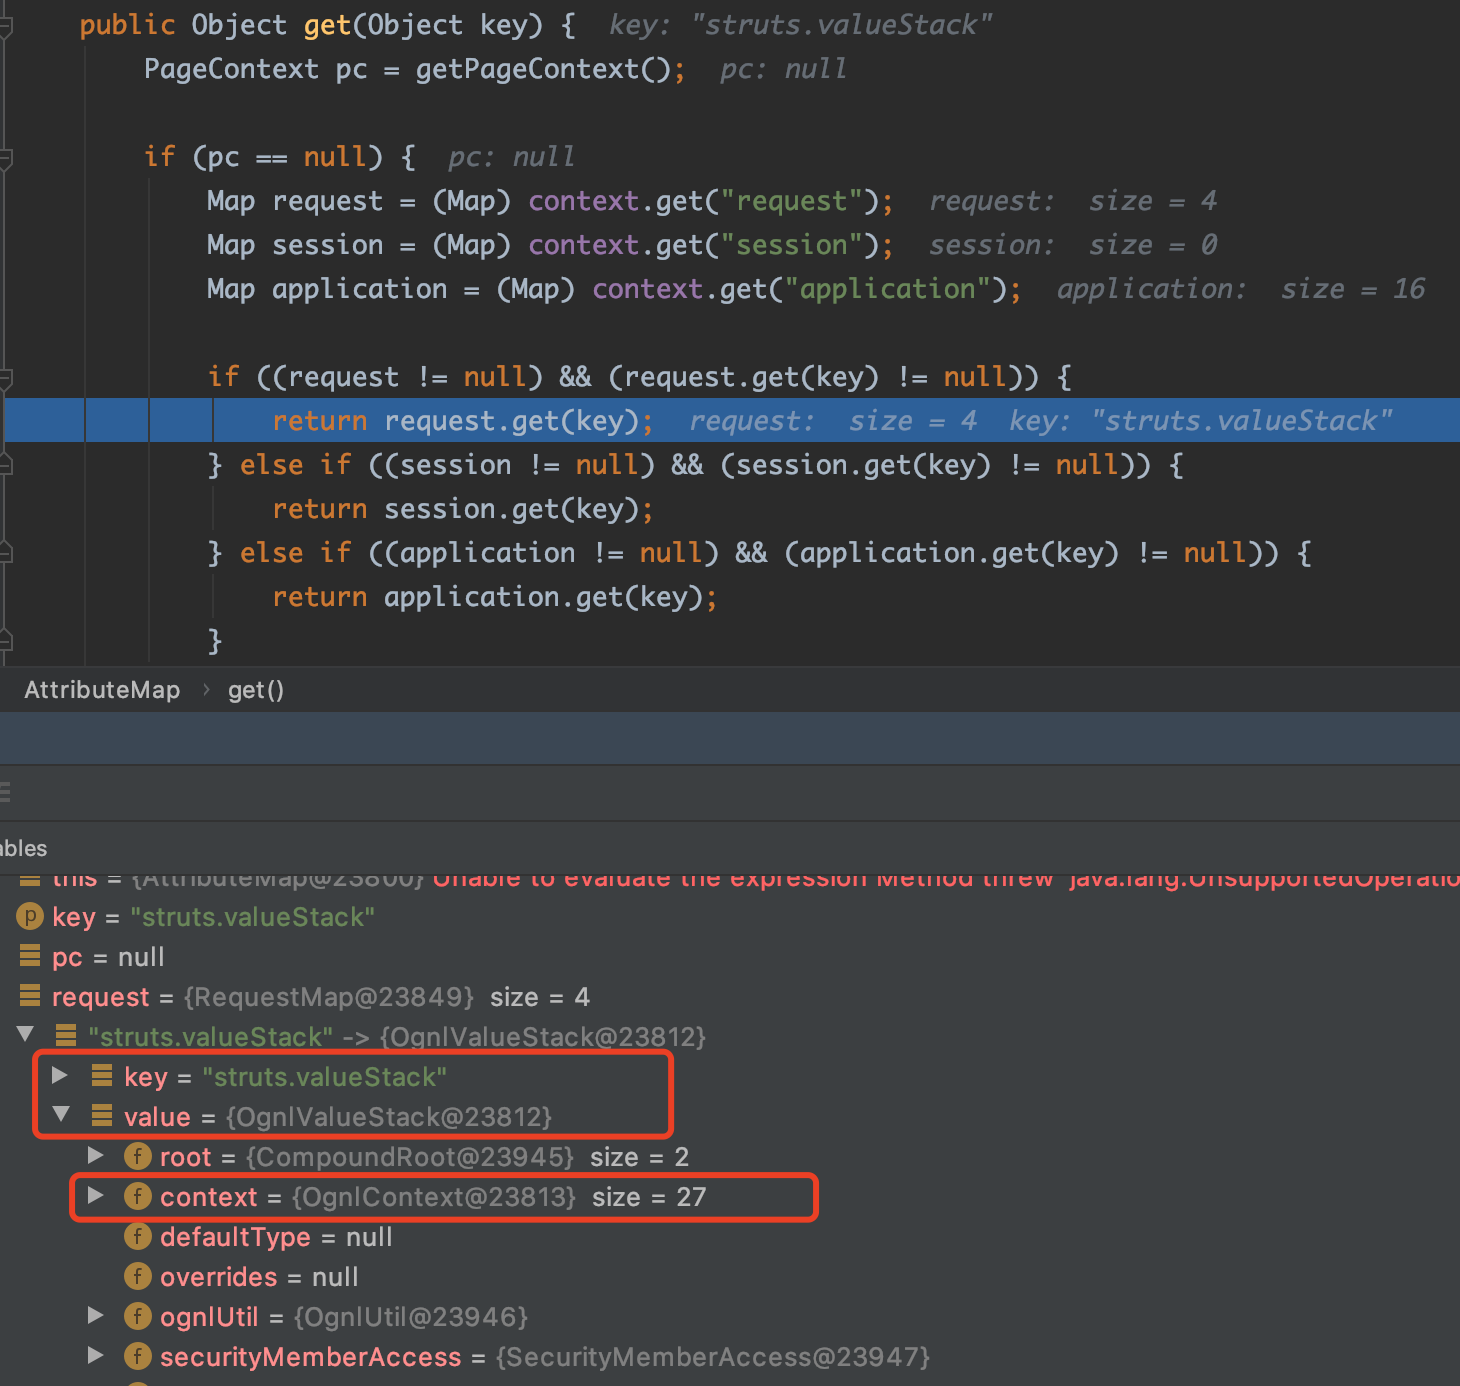 public Object get(Object key) {  key: "struts.valueStack"
PageContext pc = getPageContext();  pc: null
if (pc == null) {  pc: null
Map request = (Map) context.get("request");  request:  size = 4
Map session = (Map) context.get("session");  session:  size = 0
Map application = (Map) context.get("application");  application:  size = 16
if ((request != null) && (request.get(key) != null)) {
return request.get(key);  request:  size = 4  key: "struts.valueStack"
} else if ((session != null) && (session.get(key) != null)) {
return session.get(key);
} else if ((application != null) && (application.get(key) != null)) {
return application.get(key);
}
AttributeMap › get()
ables
this = {AttributeMap@23800} Unable to evaluate the expression Method threw 'java.lang.UnsupportedOperatio
p key = "struts.valueStack"
pc = null
request = {RequestMap@23849}  size = 4
"struts.valueStack" -> {OgnlValueStack@23812}
key = "struts.valueStack"
value = {OgnlValueStack@23812}
f root = {CompoundRoot@23945}  size = 2
f context = {OgnlContext@23813}  size = 27
f defaultType = null
f overrides = null
f ognlUtil = {OgnlUtil@23946}
f securityMemberAccess = {SecurityMemberAccess@23947}